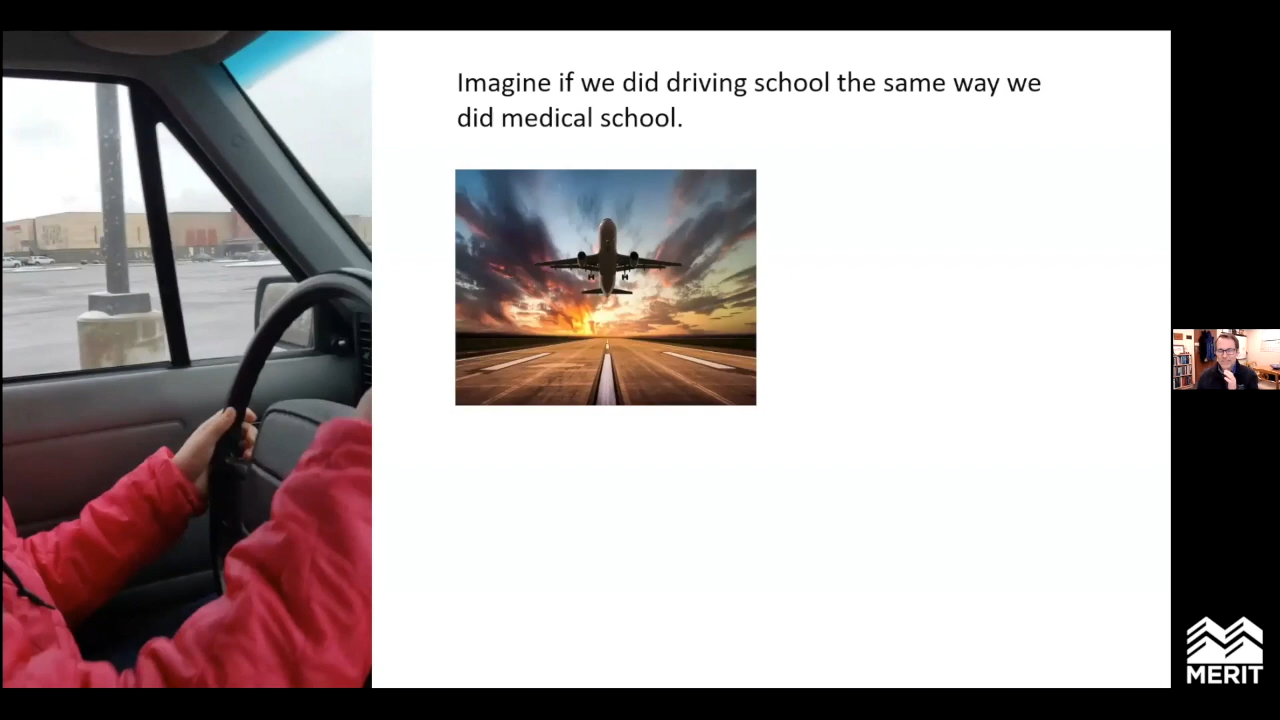 Imagine if we did driving school the same way we
did medical school.
MERIT